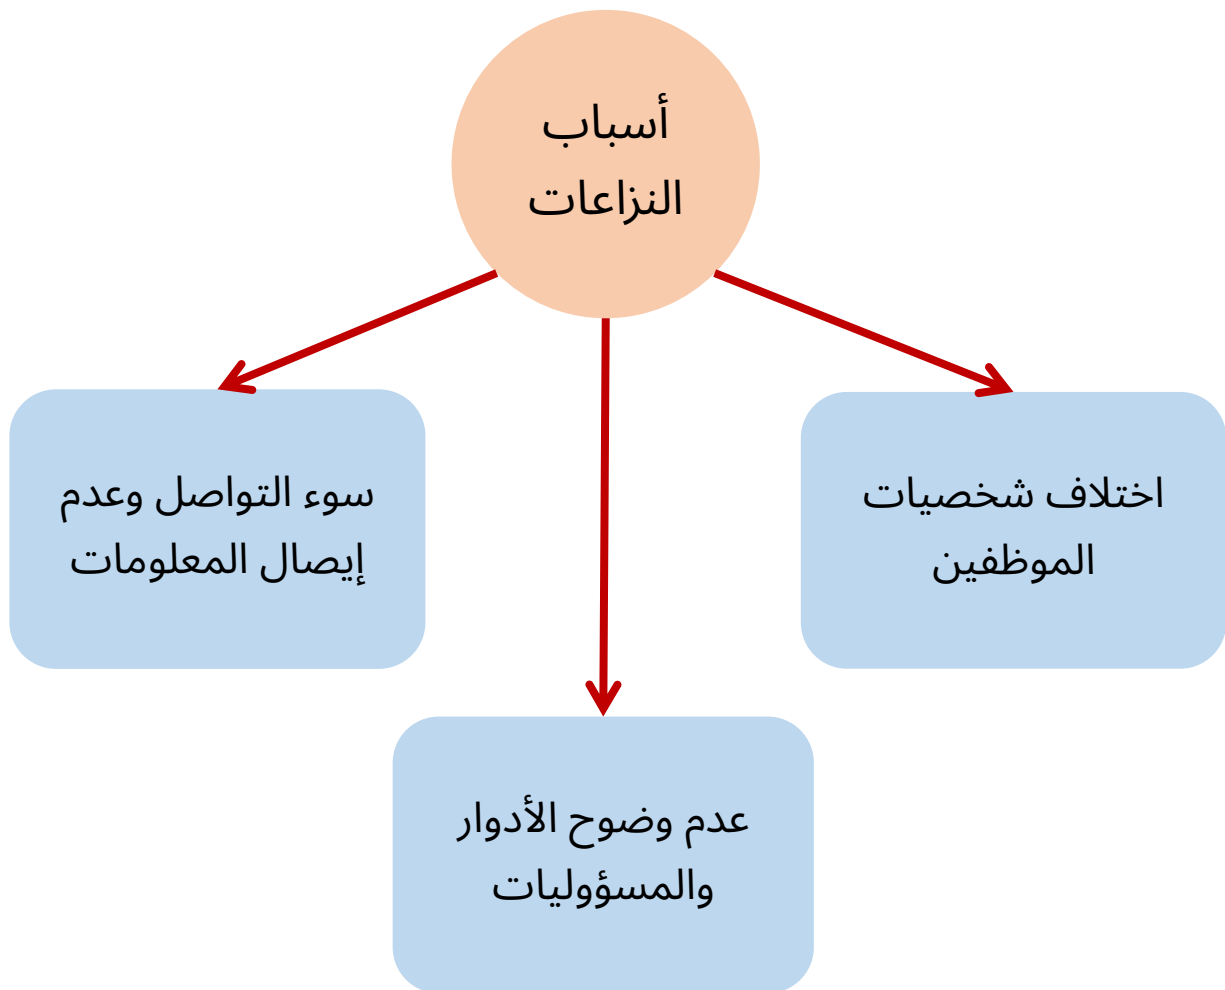 أسباب
النزاعات
اختلاف شخصيات
الموظفين
عدم وضوح الأدوار
والمسؤوليات
سوء التواصل وعدم
إيصال المعلومات